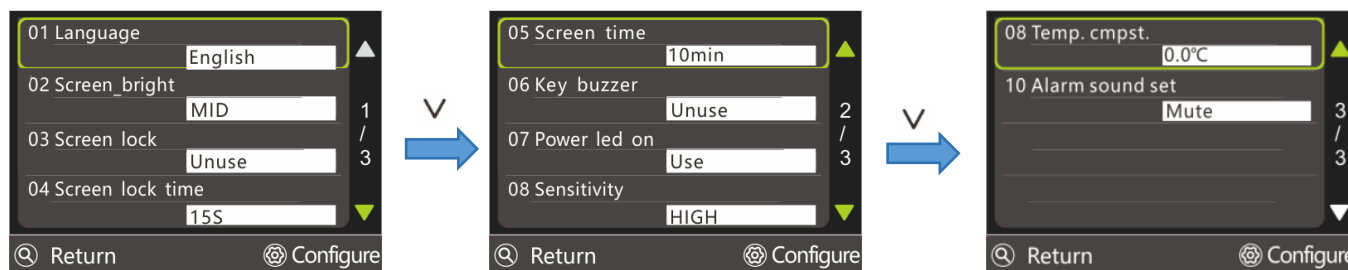 01 Language
English
02 Screen_bright
MID
03 Screen lock
Unuse
04 Screen lock time
15S
1
/
3
Return Configure
V
05 Screen time
10min
06 Key buzzer
Unuse
07 Power led on
Use
08 Sensitivity
HIGH
2
/
3
Return Configure
V
08 Temp. cmpst.
0.0℃
10 Alarm sound set
Mute
3
/
3
Return Configure